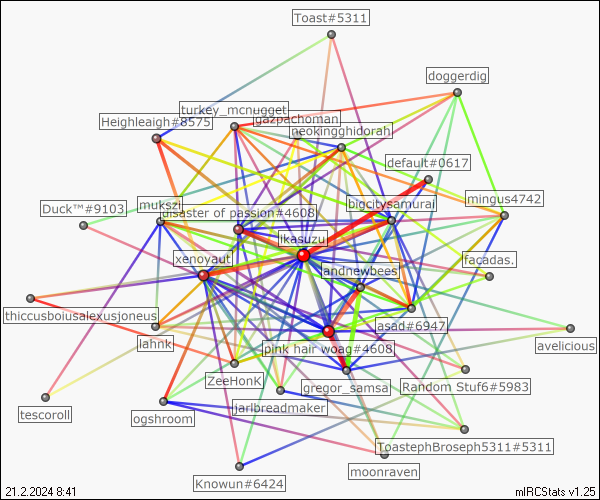 Toast#5311
doggerdig
turkey_mcnugget
gazpachoman
Heighleaigh#8575
neokingghidorah
default#0617
mingus4742
mukszi
bigcitysamurai
Duck™#9103
disaster of passion#4608
ikasuzu
xenoyaut
andnewbees
façadas.
thiccusbousalexusjoneus
asad#6947
lahnk
pink hair woag#4608
avelicious
ZeeHonk
gregor_samsa
Random Stuf6#5983
tescoroll
jarlbreadmaker
ogshroom
ToastephBroseph5311#5311
moonraven
Knowun#6424
21.2.2024 8:41
mIRCStats v1.25